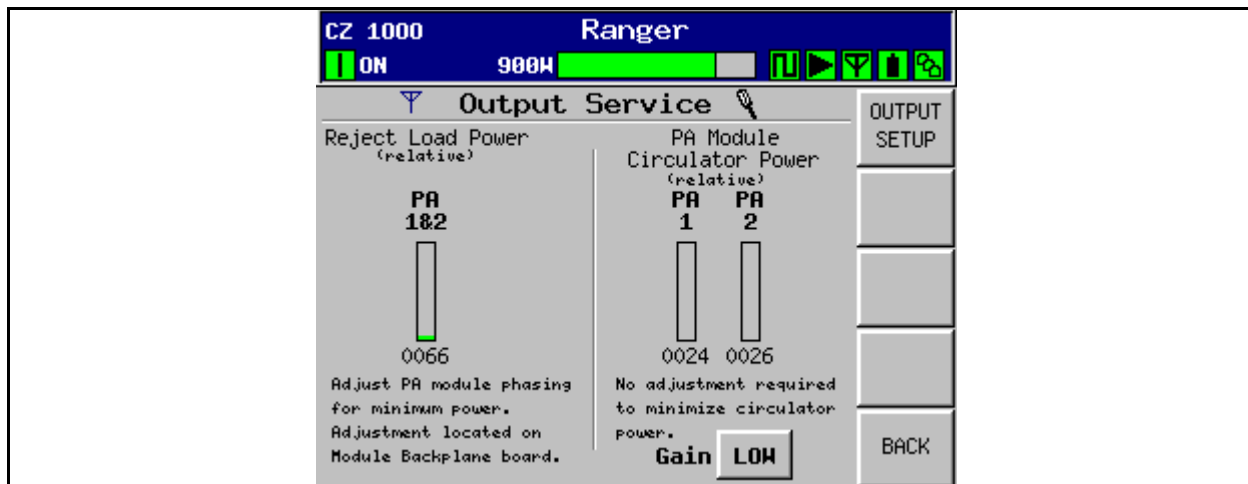 CZ 1000 Ranger
ON 900W
Output Service
Reject Load Power
(relative)
PA
1&2
0066
Adjust PA module phasing
for minimum power.
Adjustment located on
Module Backplane board.
PA Module
Circulator Power
(relative)
PA PA
1 2
0024 0026
No adjustment required
to minimize circulator
power.
Gain LOW
OUTPUT
SETUP
BACK